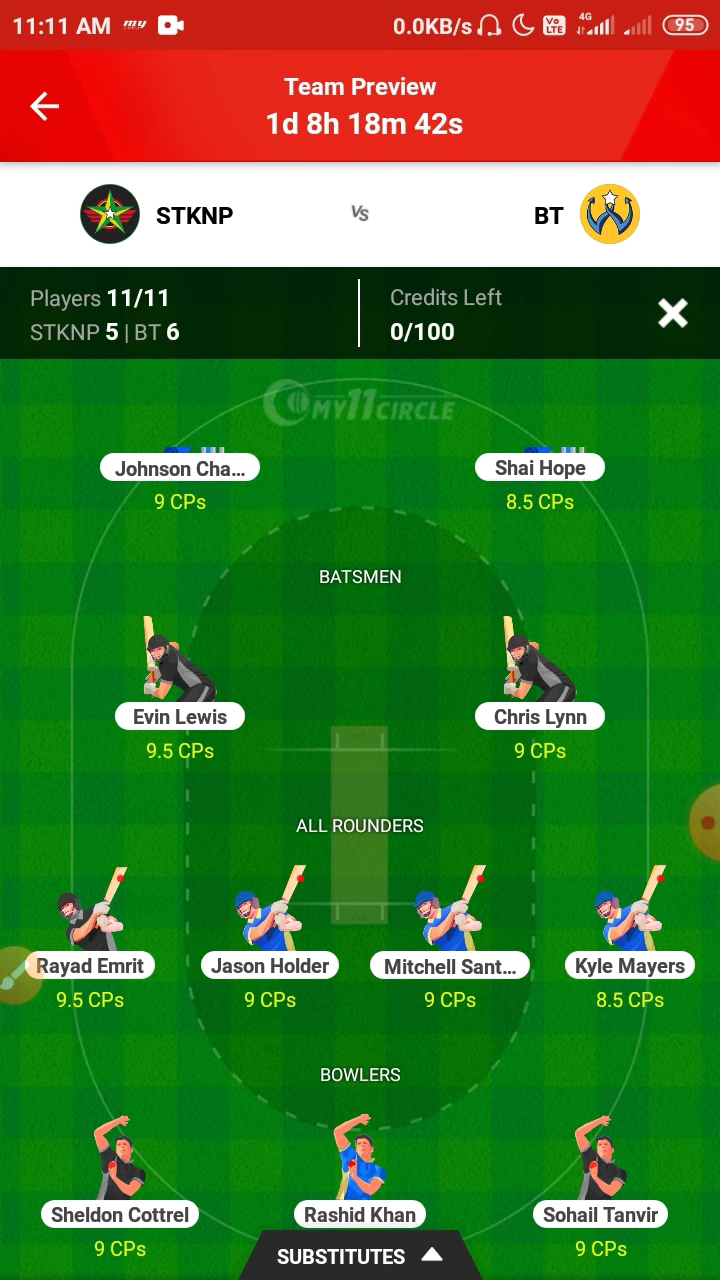 11:11 AM my 0.0KB/s Vo LTE 4G 95
Team Preview
1d 8h 18m 42s
STKNP Vs BT
Players 11/11 Credits Left
STKNP 5 | BT 6 0/100
MY11CIRCLE
Johnson Cha... Shai Hope
9 CPs 8.5 CPs
BATSMEN
Evin Lewis Chris Lynn
9.5 CPs 9 CPs
ALL ROUNDERS
Rayad Emrit Jason Holder Mitchell Sant... Kyle Mayers
9.5 CPs 9 CPs 9 CPs 8.5 CPs
BOWLERS
Sheldon Cottrel Rashid Khan Sohail Tanvir
9 CPs 9 CPs
SUBSTITUTES